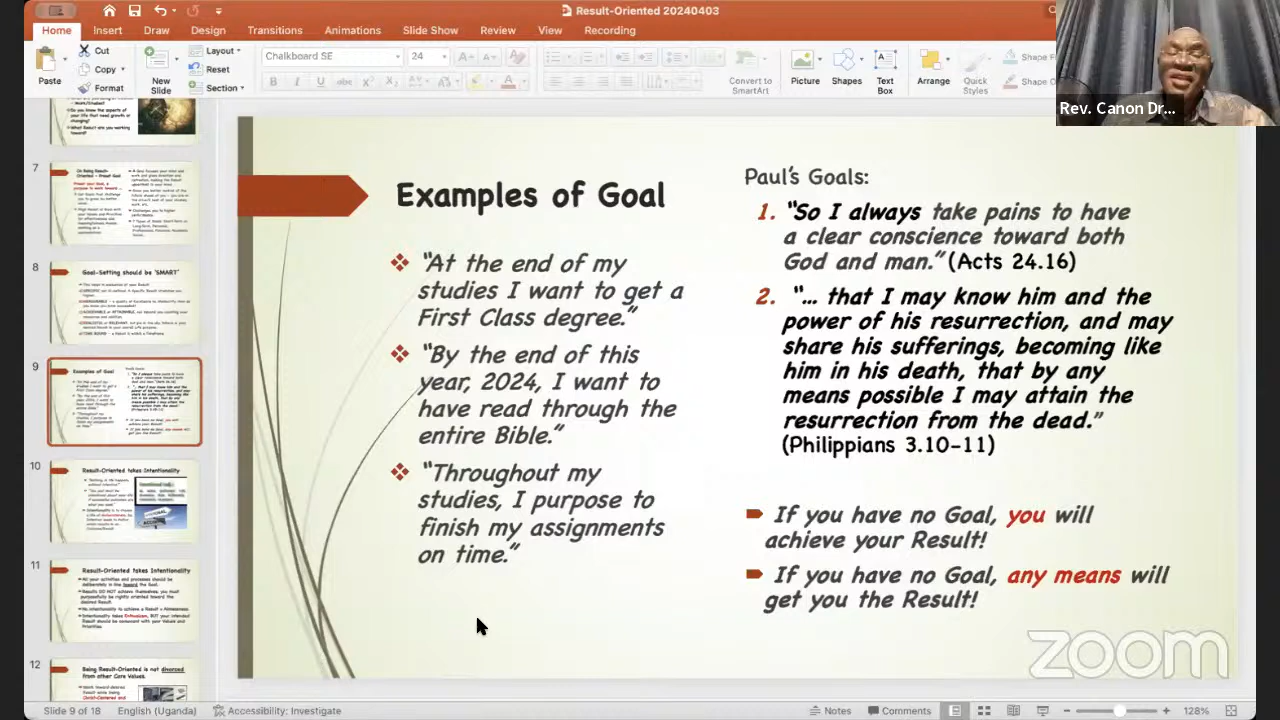 Result-Oriented 20240403
Home Insert Draw Design Transitions Animations Slide Show Review View Recording
Paste
Cut
Copy
Format
New
Slide
Layout
Reset
Section
Chalkboard SE 24
B I U abc
Convert to
SmartArt
Picture
Shapes
Text
Box
Arrange
Quick
Styles
Shape
Shape
Rev. Canon Dr...
7
8
Goal-Setting should be 'SMART'
9
Examples of Goal
10
Result-Oriented takes Intentionality
11
Result-Oriented takes Intentionality
12
Being Result-Oriented is not divorced
from other Core Values.
Examples of Goal
"At the end of my
studies I want to get a
First Class degree."
"By the end of this
year, 2024, I want to
have read through the
entire Bible."
"Throughout my
studies, I purpose to
finish my assignments
on time."
Paul's Goals:
1. "So I always take pains to have
a clear conscience toward both
God and man." (Acts 24.16)
2. "... that I may know him and the
power of his resurrection, and may
share his sufferings, becoming like
him in his death, that by any
means possible I may attain the
resurrection from the dead."
(Philippians 3.10-11)
If you have no Goal, you will
achieve your Result!
If you have no Goal, any means will
get you the Result!
zoom
Slide 9 of 18 English (Uganda) Accessibility: Investigate Notes Comments 128%